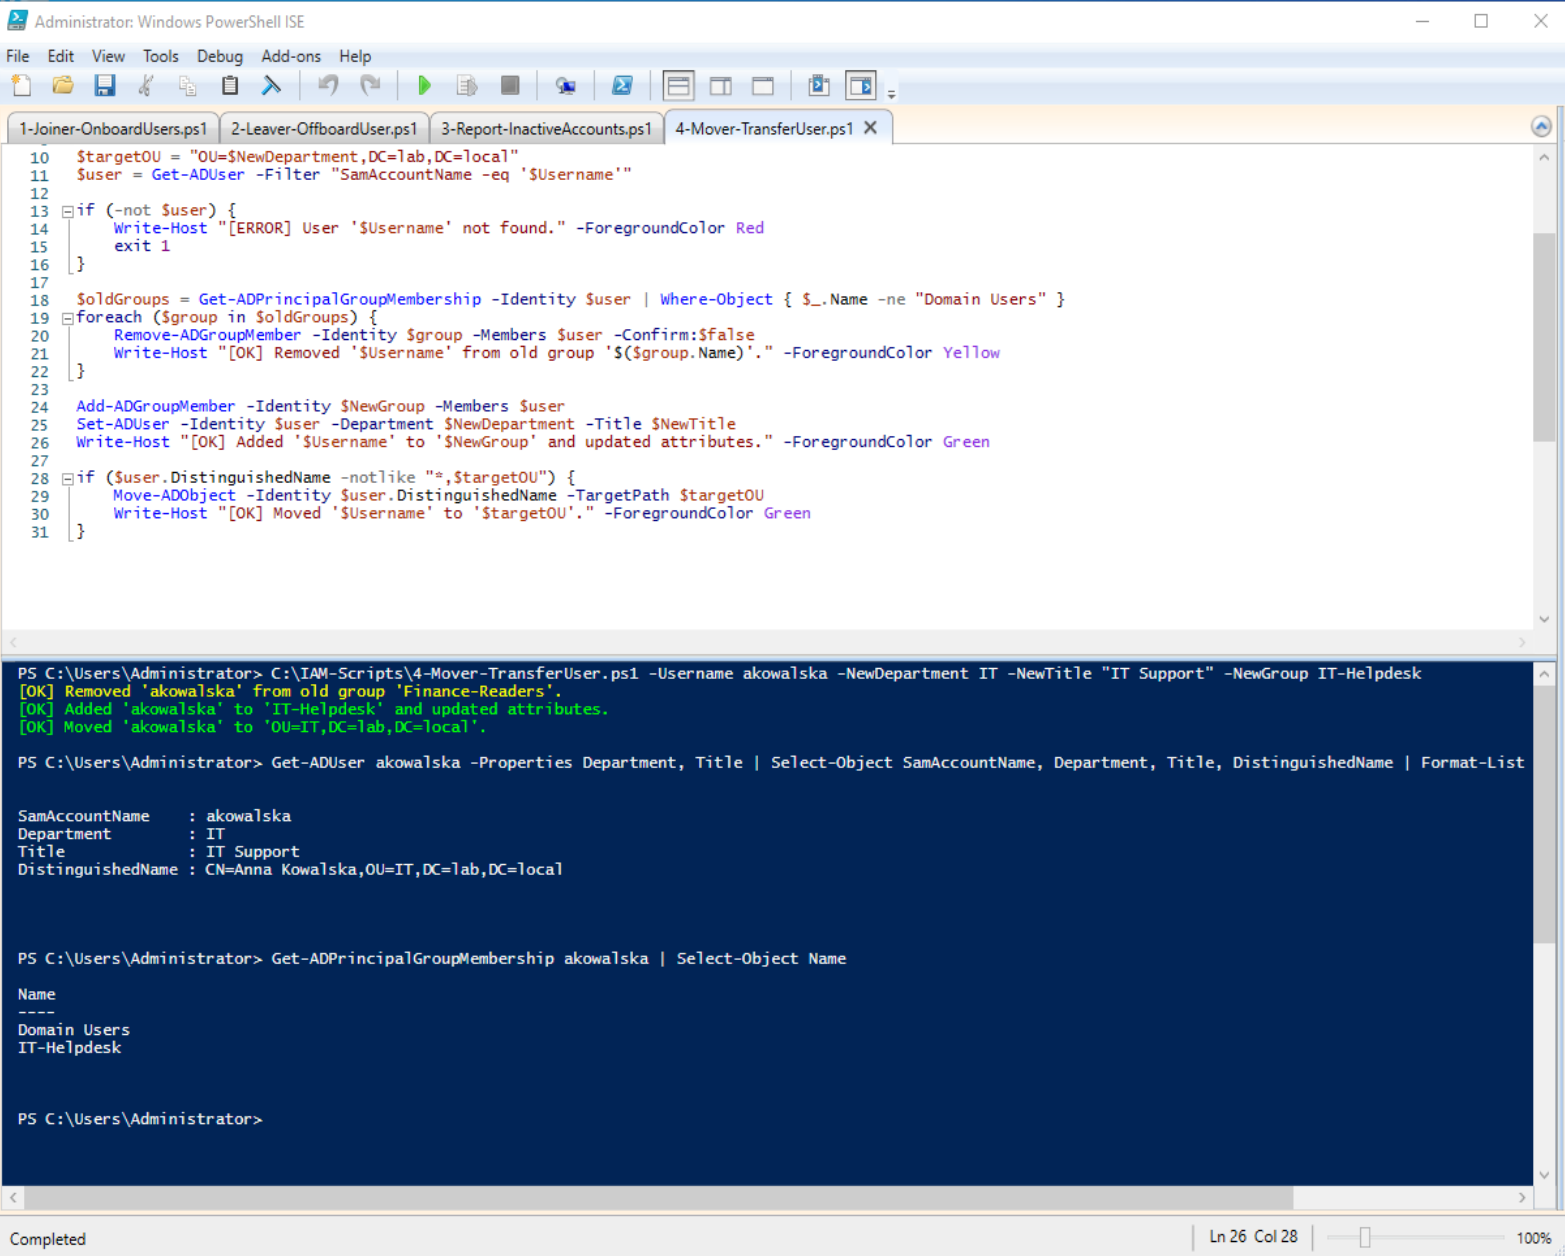 Administrator: Windows PowerShell ISE
File Edit View Tools Debug Add-ons Help
1-Joiner-OnboardUsers.ps1 2-Leaver-OffboardUser.ps1 3-Report-InactiveAccounts.ps1 4-Mover-TransferUser.ps1 X
10 $targetOU = "OU=$NewDepartment,DC=lab,DC=local"
11 $user = Get-ADUser -Filter "SamAccountName -eq '$Username'"
12
13 if (-not $user) {
14     Write-Host "[ERROR] User '$Username' not found." -ForegroundColor Red
15     exit 1
16 }
17
18 $oldGroups = Get-ADPrincipalGroupMembership -Identity $user | Where-Object { $_.Name -ne "Domain Users" }
19 foreach ($group in $oldGroups) {
20     Remove-ADGroupMember -Identity $group -Members $user -Confirm:$false
21     Write-Host "[OK] Removed '$Username' from old group '$($group.Name)'." -ForegroundColor Yellow
22 }
23
24 Add-ADGroupMember -Identity $NewGroup -Members $user
25 Set-ADUser -Identity $user -Department $NewDepartment -Title $NewTitle
26 Write-Host "[OK] Added '$Username' to '$NewGroup' and updated attributes." -ForegroundColor Green
27
28 if ($user.DistinguishedName -notlike "*,$targetOU") {
29     Move-ADObject -Identity $user.DistinguishedName -TargetPath $targetOU
30     Write-Host "[OK] Moved '$Username' to '$targetOU'." -ForegroundColor Green
31 }
PS C:\Users\Administrator> C:\IAM-Scripts\4-Mover-TransferUser.ps1 -Username akowalska -NewDepartment IT -NewTitle "IT Support" -NewGroup IT-Helpdesk
[OK] Removed 'akowalska' from old group 'Finance-Readers'.
[OK] Added 'akowalska' to 'IT-Helpdesk' and updated attributes.
[OK] Moved 'akowalska' to 'OU=IT,DC=lab,DC=local'.
PS C:\Users\Administrator> Get-ADUser akowalska -Properties Department, Title | Select-Object SamAccountName, Department, Title, DistinguishedName | Format-List
SamAccountName    : akowalska
Department        : IT
Title             : IT Support
DistinguishedName : CN=Anna Kowalska,OU=IT,DC=lab,DC=local
PS C:\Users\Administrator> Get-ADPrincipalGroupMembership akowalska | Select-Object Name
Name
----
Domain Users
IT-Helpdesk
PS C:\Users\Administrator>
Completed Ln 26 Col 28 100%